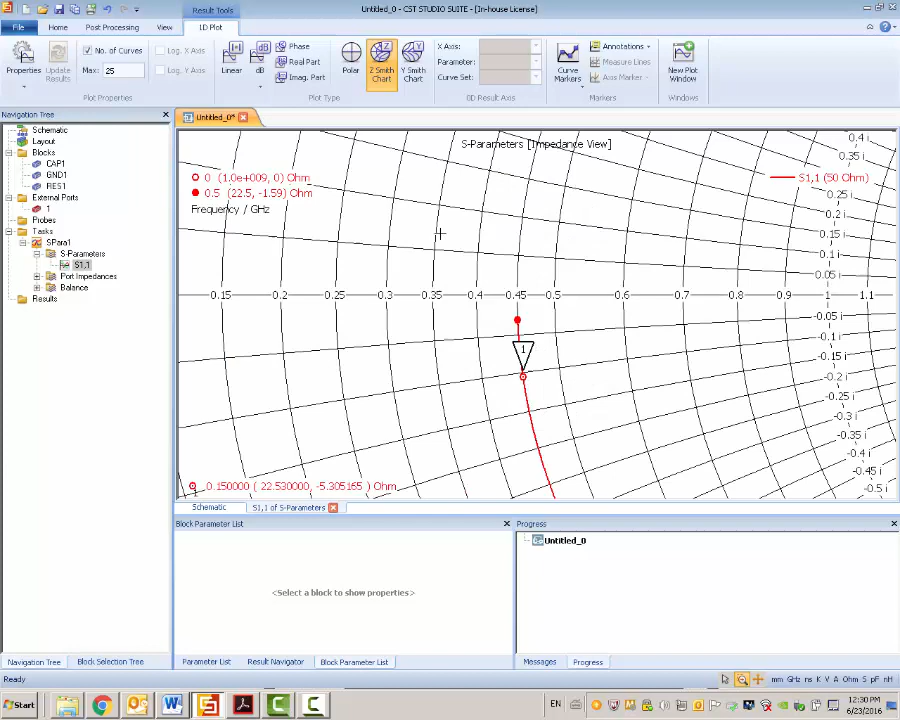 Result Tools
Untitled_0 - CST STUDIO SUITE - [In-house License]
File
Home
Post Processing
View
1D Plot
Properties
Update Results
No. of Curves
Max: 25
Log. X Axis
Log. Y Axis
Plot Properties
Linear
dB
Phase
Real Part
Imag. Part
Polar
Z Smith Chart
Y Smith Chart
Plot Type
X Axis:
Parameter:
Curve Set:
0D Result Axis
Curve Markers
Annotations
Measure Lines
Axis Marker
Markers
New Plot Window
Windows
Navigation Tree
Schematic
Layout
Blocks
CAP1
GND1
RES1
External Ports
1
Probes
Tasks
SPara1
S-Parameters
S1,1
Port Impedances
Balance
Results
Untitled_0*
S-Parameters [Impedance View]
0 (1.0e+009, 0) Ohm
0.5 (22.5, -1.59) Ohm
Frequency / GHz
S1,1 (50 Ohm)
0.4 i
0.35 i
0.25 i
0.2 i
0.15 i
0.1 i
0.05 i
0.15
0.2
0.25
0.3
0.35
0.4
0.45
0.5
0.6
0.7
0.8
0.9
1
1.1
-0.05 i
-0.1 i
-0.15 i
-0.2 i
-0.25 i
-0.3 i
-0.35 i
-0.4 i
-0.45 i
-0.5 i
1
0.150000 ( 22.530000, -5.305165 ) Ohm
Schematic
S1,1 of S-Parameters
Block Parameter List
<Select a block to show properties>
Progress
Untitled_0
Navigation Tree
Block Selection Tree
Parameter List
Result Navigator
Block Parameter List
Messages
Progress
Ready
mm GHz ns K V A Ohm S pF nH
Start
EN
12:30 PM
6/23/2016